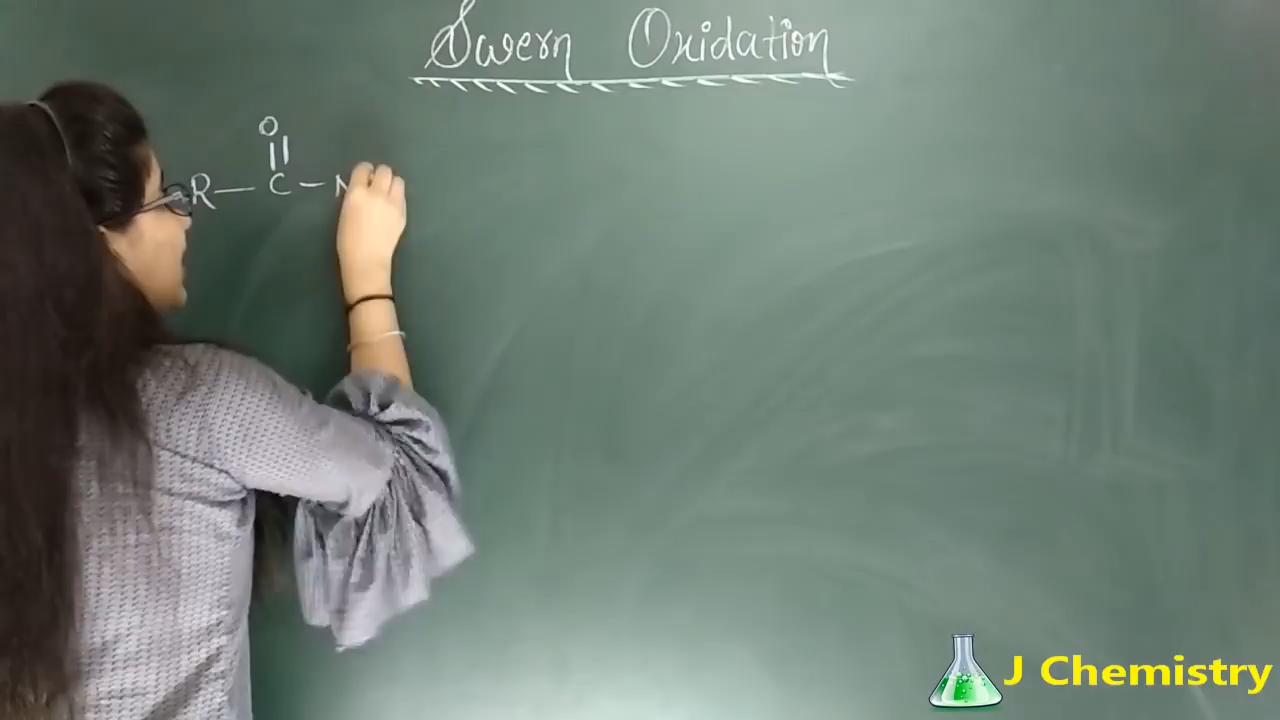 Swern Oxidation
O
R — C — N
J Chemistry